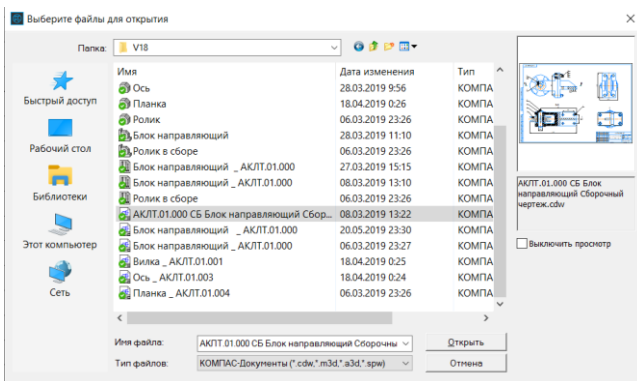 Выберите файлы для открытия
Папка: V18
Быстрый доступ
Рабочий стол
Библиотеки
Этот компьютер
Сеть
Имя Дата изменения Тип
Ось 28.03.2019 9:56 КОМПА
Планка 18.04.2019 0:26 КОМПА
Ролик 06.03.2019 23:26 КОМПА
Блок направляющий 28.03.2019 11:10 КОМПА
Ролик в сборе 06.03.2019 23:26 КОМПА
Блок направляющий _ АКЛТ.01.000 27.03.2019 15:15 КОМПА
Блок направляющий _ АКЛТ.01.000 08.03.2019 13:10 КОМПА
Ролик в сборе 06.03.2019 23:26 КОМПА
АКЛТ.01.000 СБ Блок направляющий Сбор... 08.03.2019 13:22 КОМПА
Блок направляющий _ АКЛТ.01.000 20.05.2019 23:30 КОМПА
Блок направляющий _ АКЛТ.01.000 06.03.2019 23:27 КОМПА
Вилка _ АКЛТ.01.001 18.04.2019 0:25 КОМПА
Ось _ АКЛТ.01.003 18.04.2019 0:24 КОМПА
Планка _ АКЛТ.01.004 06.03.2019 23:26 КОМПА
Имя файла: АКЛТ.01.000 СБ Блок направляющий Сборочны Открыть
Тип файлов: КОМПАС-Документы (*.cdw,*.m3d,*.a3d,*.spw) Отмена
АКЛТ.01.000 СБ Блок
направляющий Сборочный
чертеж.cdw
Выключить просмотр